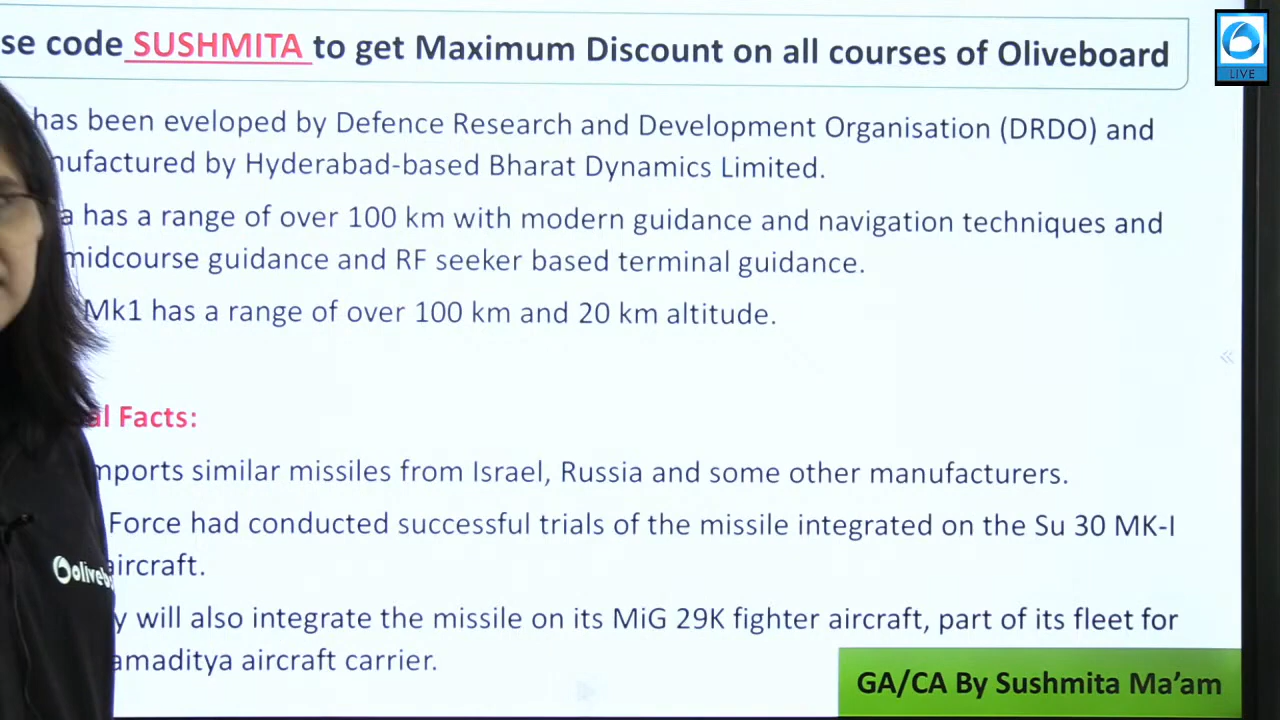 se code SUSHMITA to get Maximum Discount on all courses of Oliveboard
LIVE
has been eveloped by Defence Research and Development Organisation (DRDO) and
nufactured by Hyderabad-based Bharat Dynamics Limited.
a has a range of over 100 km with modern guidance and navigation techniques and
midcourse guidance and RF seeker based terminal guidance.
Mk1 has a range of over 100 km and 20 km altitude.
al Facts:
mports similar missiles from Israel, Russia and some other manufacturers.
Force had conducted successful trials of the missile integrated on the Su 30 MK-I
aircraft.
oliveb
y will also integrate the missile on its MiG 29K fighter aircraft, part of its fleet for
amaditya aircraft carrier.
GA/CA By Sushmita Ma'am